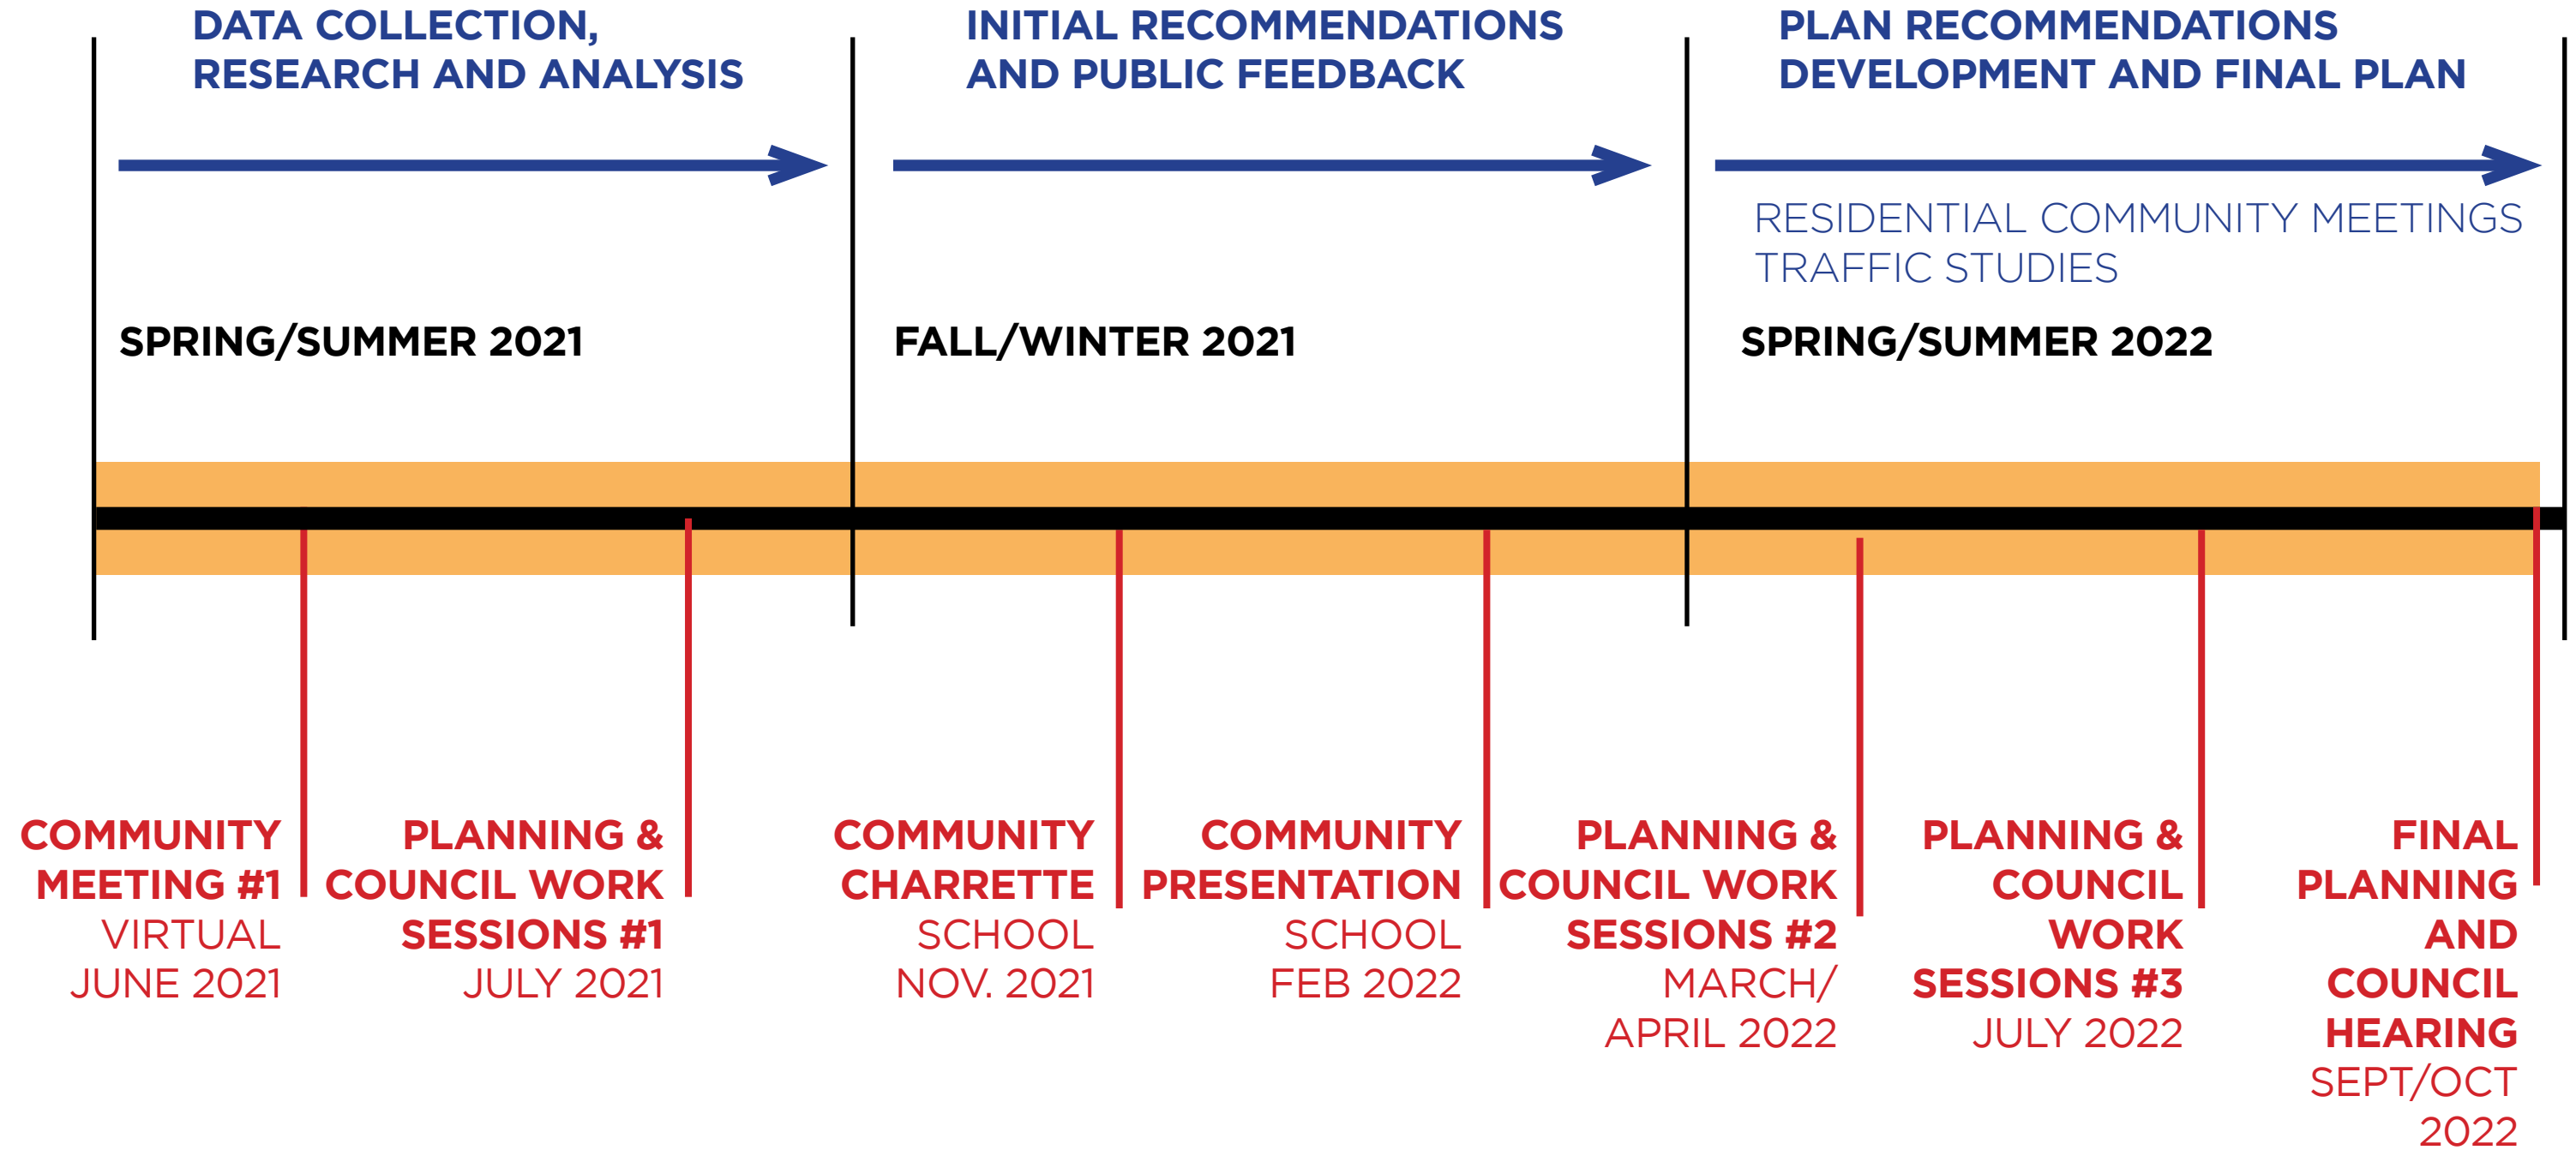 DATA COLLECTION,
RESEARCH AND ANALYSIS
INITIAL RECOMMENDATIONS
AND PUBLIC FEEDBACK
PLAN RECOMMENDATIONS
DEVELOPMENT AND FINAL PLAN
RESIDENTIAL COMMUNITY MEETINGS
TRAFFIC STUDIES
SPRING/SUMMER 2021
FALL/WINTER 2021
SPRING/SUMMER 2022
COMMUNITY
MEETING #1
VIRTUAL
JUNE 2021
PLANNING &
COUNCIL WORK
SESSIONS #1
JULY 2021
COMMUNITY
CHARRETTE
SCHOOL
NOV. 2021
COMMUNITY
PRESENTATION
SCHOOL
FEB 2022
PLANNING &
COUNCIL WORK
SESSIONS #2
MARCH/
APRIL 2022
PLANNING &
COUNCIL
WORK
SESSIONS #3
JULY 2022
FINAL
PLANNING
AND
COUNCIL
HEARING
SEPT/OCT
2022